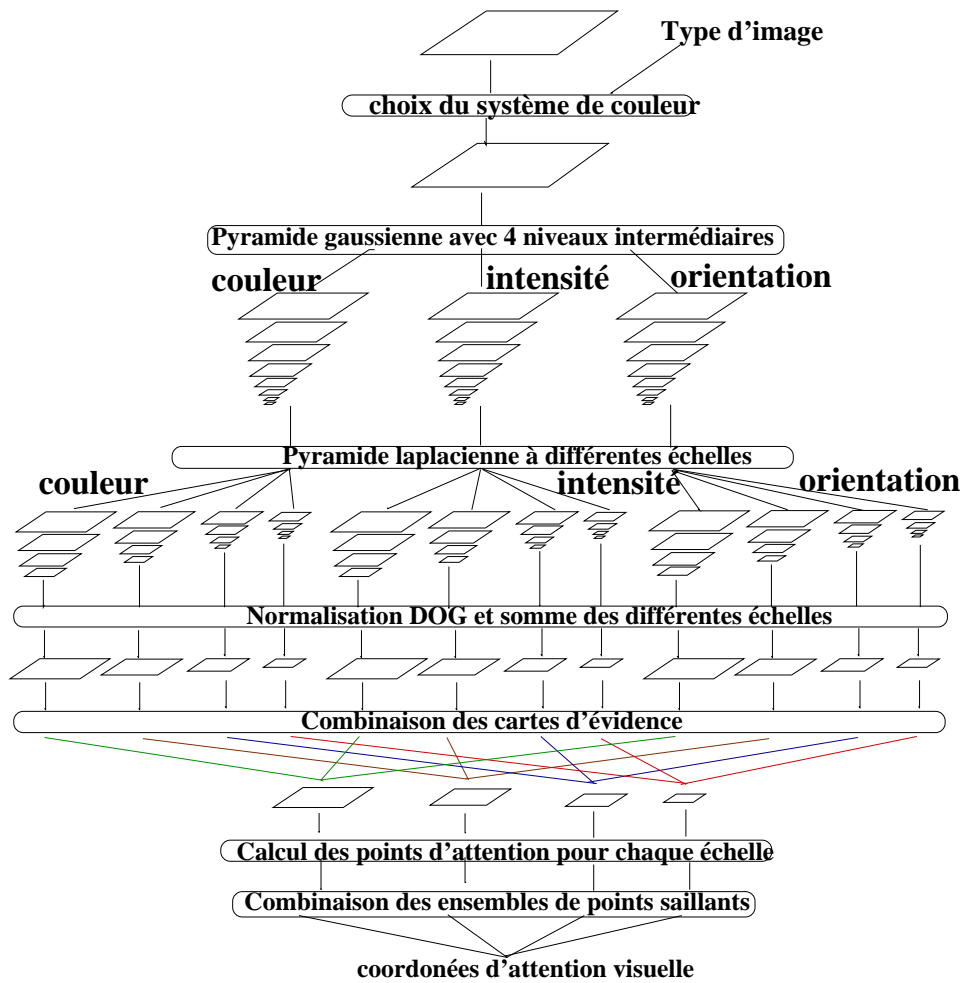 Type d'image
choix du système de couleur
Pyramide gaussienne avec 4 niveaux intermédiaires
couleur
intensité
orientation
Pyramide laplacienne à différentes échelles
couleur
intensité
orientation
Normalisation DOG et somme des différentes échelles
Combinaison des cartes d'évidence
Calcul des points d'attention pour chaque échelle
Combinaison des ensembles de points saillants
coordonées d'attention visuelle